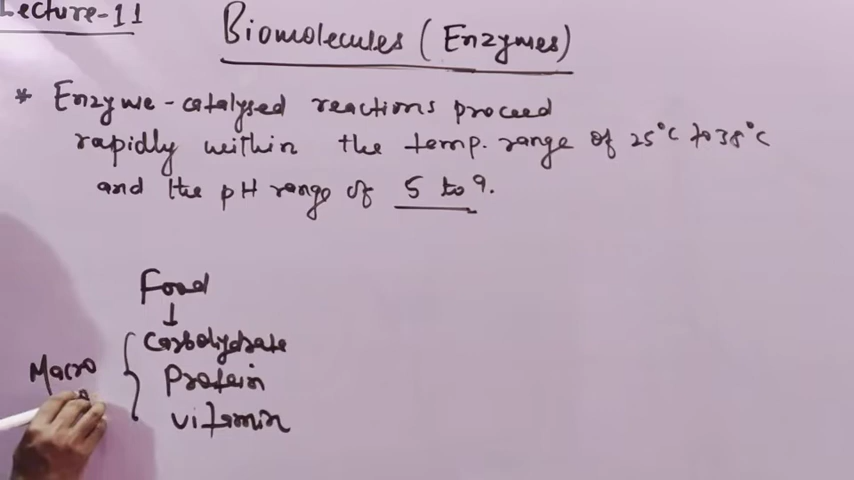 Lecture-11
Biomolecules (Enzymes)
* Enzyme-catalysed reactions proceed
rapidly within the temp. range of 25°C to 38°C
and the pH range of 5 to 9.
Food
↓
Carbohydrate
Macro { Protein
Vitamin